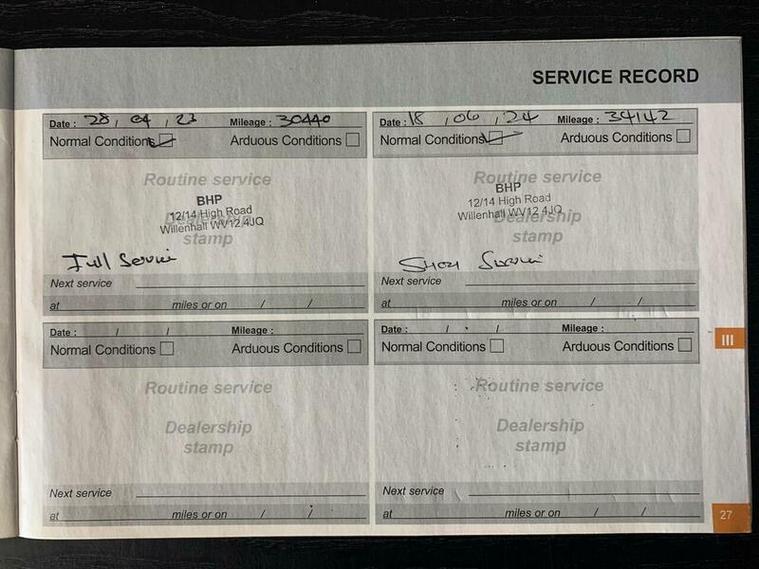 SERVICE RECORD
Date : 28 / 04 / 23 Mileage : 30440
Normal Conditions Arduous Conditions
Routine service
BHP
12/14 High Road
Willenhall WV12 4JQ
Dealership
stamp
Full Service
Next service
at miles or on / /
Date : 18 / 06 / 24 Mileage : 34142
Normal Conditions Arduous Conditions
Routine service
BHP
12/14 High Road
Willenhall WV12 4JQ
Dealership
stamp
Next service
at miles or on / /
Date : / / Mileage :
Normal Conditions Arduous Conditions
Routine service
Dealership
stamp
Next service
at miles or on / /
Date : / / Mileage :
Normal Conditions Arduous Conditions
Routine service
Dealership
stamp
Next service
at miles or on / /
III
27